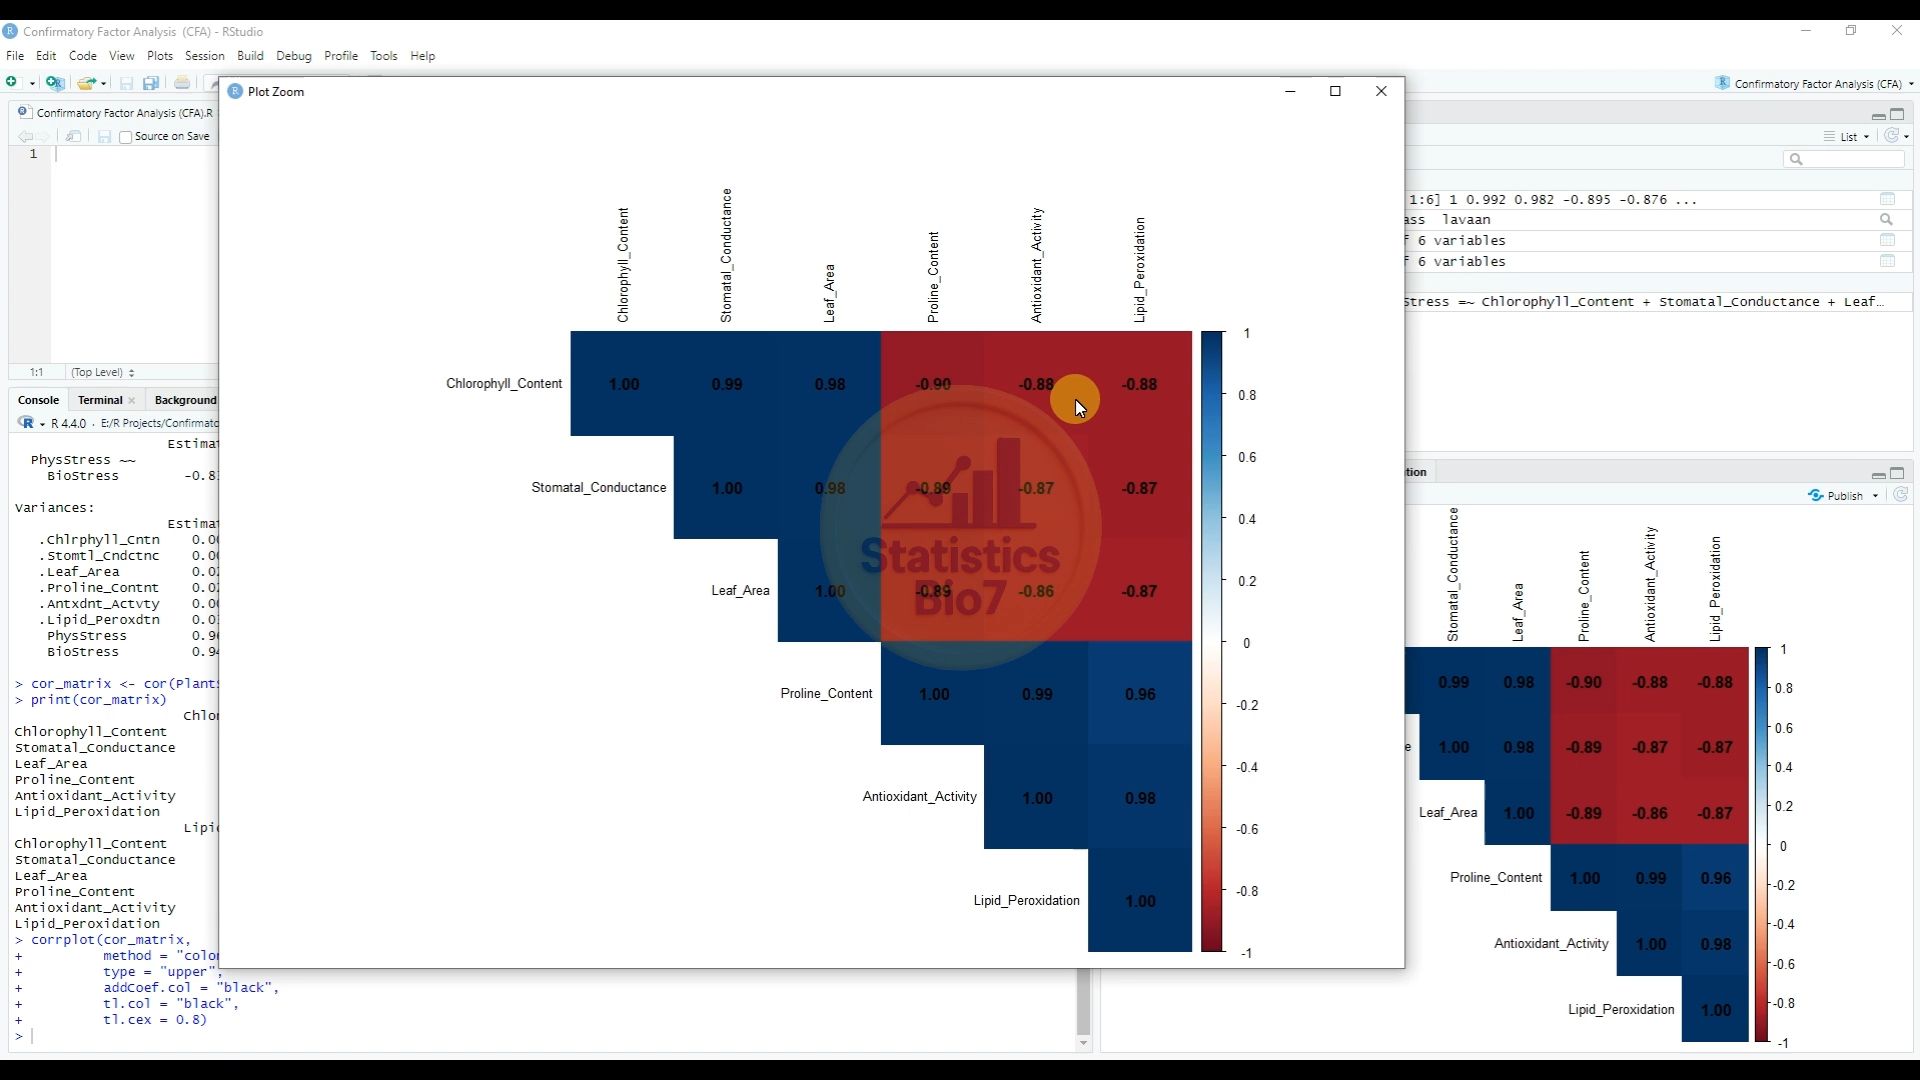 Confirmatory Factor Analysis (CFA) - RStudio
File Edit Code View Plots Session Build Debug Profile Tools Help
Confirmatory Factor Analysis (CFA)
Confirmatory Factor Analysis (CFA).R
Source on Save
1
1:1 (Top Level)
Console Terminal Background
R 4.4.0 · E:/R Projects/Confirmato
Estimat
PhysStress ~~
BioStress -0.8
Variances:
Estimat
.Chlrphyll_Cntn 0.00
.Stomtl_Cndctnc 0.00
.Leaf_Area 0.02
.Proline_Contnt 0.02
.Antxdnt_Actvty 0.00
.Lipid_Peroxdtn 0.0
PhysStress 0.9
BioStress 0.94
> cor_matrix <- cor(Plants
> print(cor_matrix)
Chlor
Chlorophyll_Content
Stomatal_Conductance
Leaf_Area
Proline_Content
Antioxidant_Activity
Lipid_Peroxidation
Lipi
Chlorophyll_Content
Stomatal_Conductance
Leaf_Area
Proline_Content
Antioxidant_Activity
Lipid_Peroxidation
> corrplot(cor_matrix,
+ method = "colo
+ type = "upper",
+ addCoef.col = "black",
+ tl.col = "black",
+ tl.cex = 0.8)
>
Plot Zoom
Chlorophyll_Content
Stomatal_Conductance
Leaf_Area
Proline_Content
Antioxidant_Activity
Lipid_Peroxidation
Chlorophyll_Content 1.00 0.99 0.98 -0.90 -0.88 -0.88
Stomatal_Conductance 1.00 0.98 -0.89 -0.87 -0.87
Leaf_Area 1.00 -0.89 -0.86 -0.87
Proline_Content 1.00 0.99 0.96
Antioxidant_Activity 1.00 0.98
Lipid_Peroxidation 1.00
1
0.8
0.6
0.4
0.2
0
-0.2
-0.4
-0.6
-0.8
-1
Statistics
Bio7
List
1:6] 1 0.992 0.982 -0.895 -0.876 ...
ass lavaan
f 6 variables
f 6 variables
Stress =~ Chlorophyll_Content + Stomatal_Conductance + Leaf…
tion
Publish
Stomatal_Conductance
Leaf_Area
Proline_Content
Antioxidant_Activity
Lipid_Peroxidation
0.99 0.98 -0.90 -0.88 -0.88
e 1.00 0.98 -0.89 -0.87 -0.87
Leaf_Area 1.00 -0.89 -0.86 -0.87
Proline_Content 1.00 0.99 0.96
Antioxidant_Activity 1.00 0.98
Lipid_Peroxidation 1.00
1
0.8
0.6
0.4
0.2
0
-0.2
-0.4
-0.6
-0.8
-1